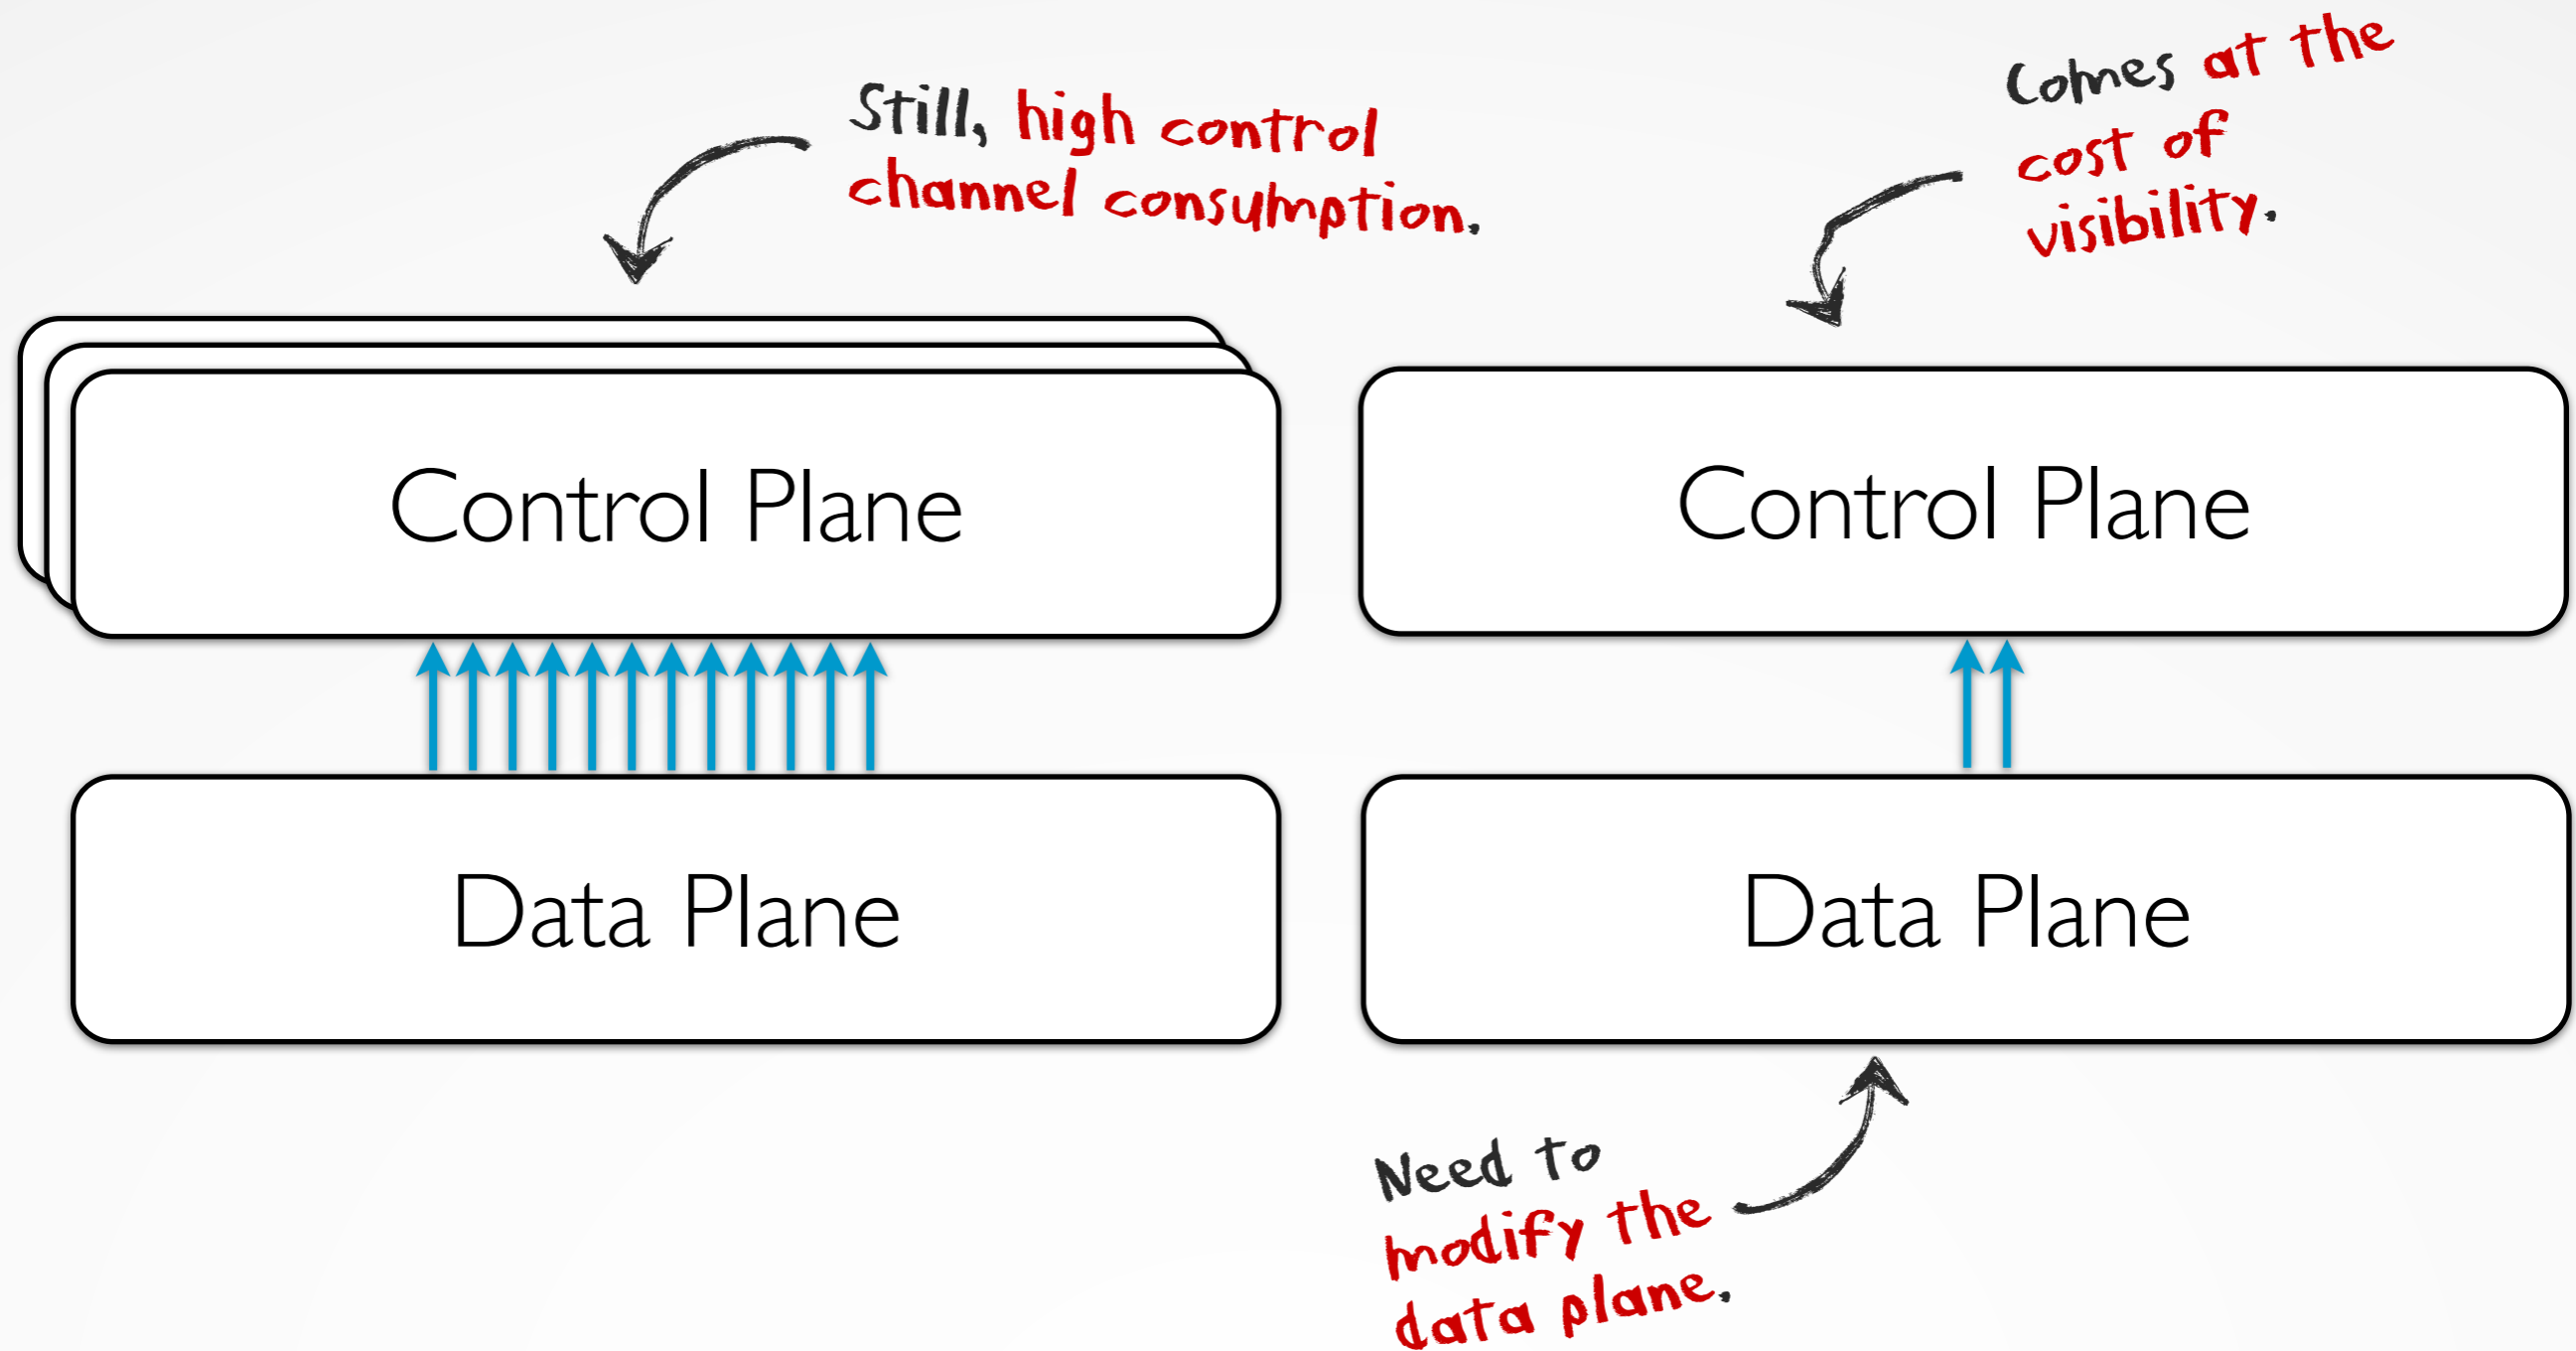 Still, high control
channel consumption.
Comes at the
cost of
visibility.
Control Plane
Control Plane
Data Plane
Data Plane
Need to
modify the
data plane.